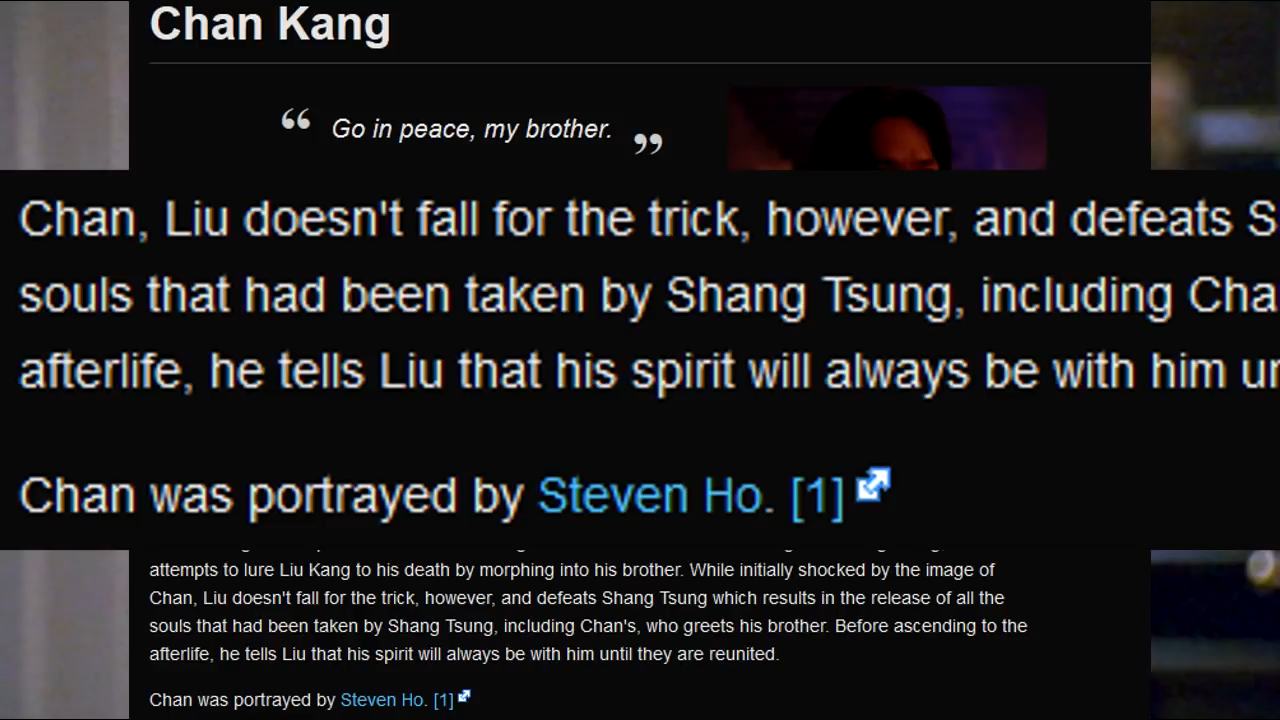 Chan Kang
“ Go in peace, my brother. ”
Chan, Liu doesn't fall for the trick, however, and defeats S
souls that had been taken by Shang Tsung, including Cha
afterlife, he tells Liu that his spirit will always be with him un
Chan was portrayed by Steven Ho. [1]
attempts to lure Liu Kang to his death by morphing into his brother. While initially shocked by the image of
Chan, Liu doesn't fall for the trick, however, and defeats Shang Tsung which results in the release of all the
souls that had been taken by Shang Tsung, including Chan's, who greets his brother. Before ascending to the
afterlife, he tells Liu that his spirit will always be with him until they are reunited.
Chan was portrayed by Steven Ho. [1]